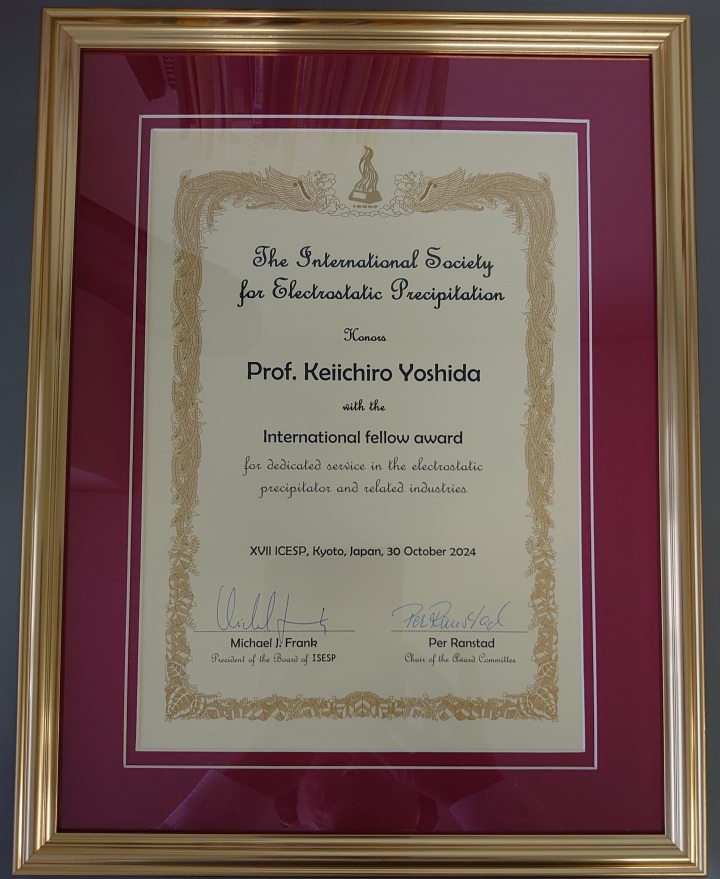 The International Society
for Electrostatic Precipitation
Honors
Prof. Keiichiro Yoshida
with the
International fellow award
for dedicated service in the electrostatic
precipitator and related industries
XVII ICESP, Kyoto, Japan, 30 October 2024
Per Ranstad
Michael J. Frank
Per Ranstad
President of the Board of ISESP
Chair of the Award Committee